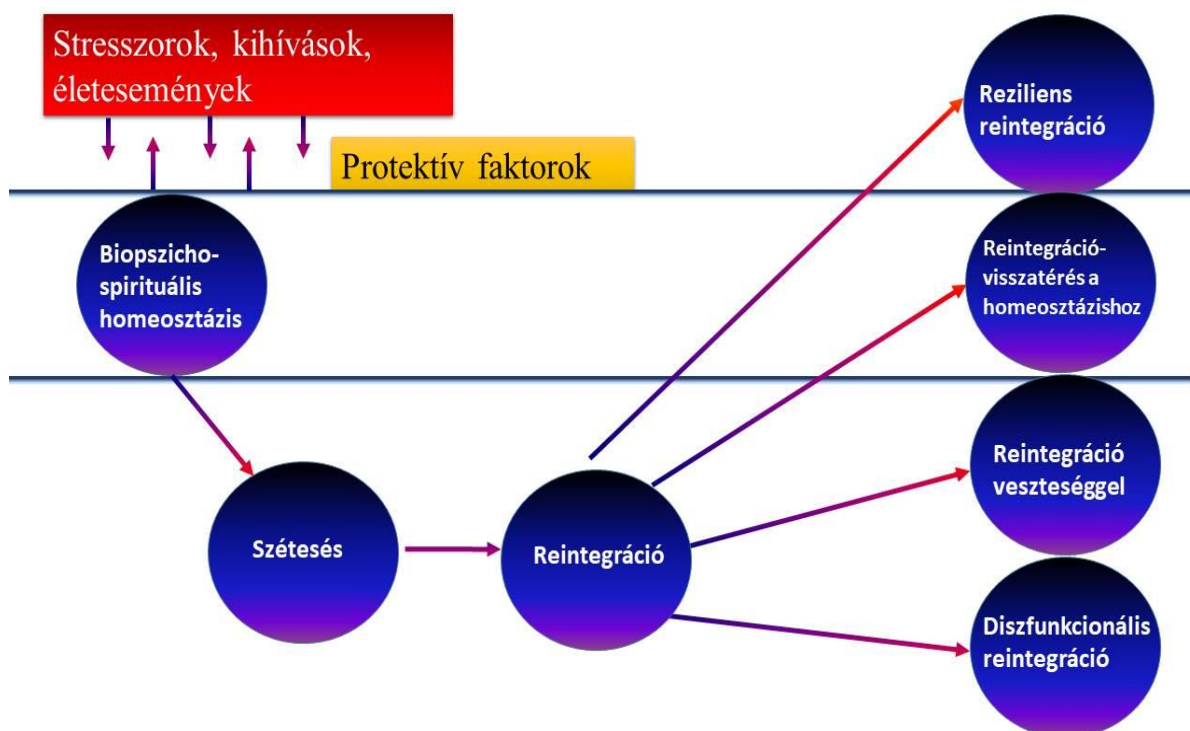 Stresszorok, kihívások,
életesemények
Protektív faktorok
Biopszicho-
spirituális
homeosztázis
Szétesés
Reintegráció
Reziliens
reintegráció
Reintegráció-
visszatérés a
homeosztázishoz
Reintegráció
veszteséggel
Diszfunkcionális
reintegráció